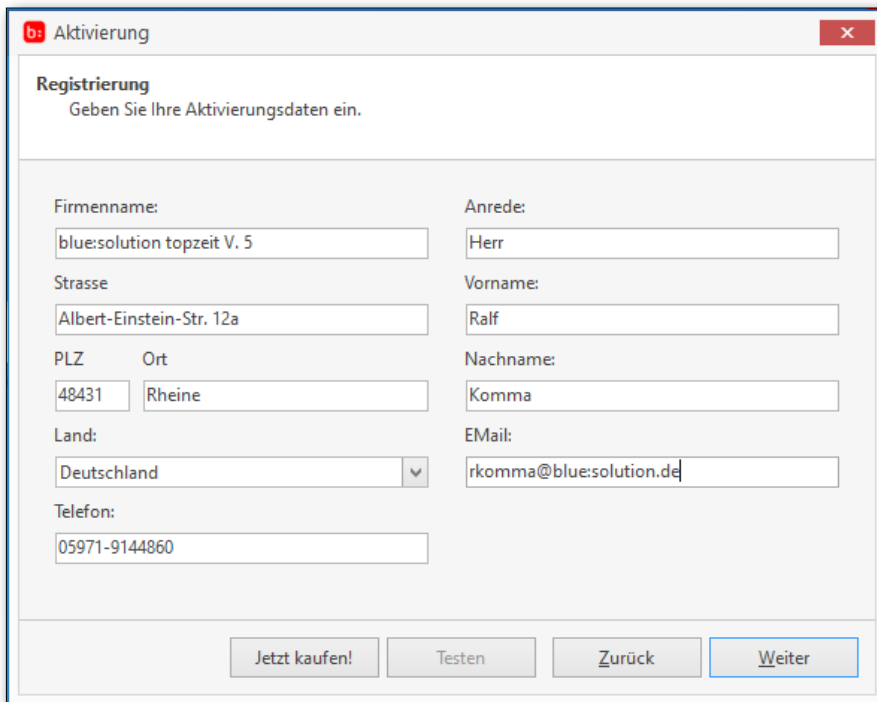 b: Aktivierung
Registrierung
Geben Sie Ihre Aktivierungsdaten ein.
Firmenname:
blue:solution topzeit V. 5
Strasse
Albert-Einstein-Str. 12a
PLZ Ort
48431 Rheine
Land:
Deutschland
Telefon:
05971-9144860
Anrede:
Herr
Vorname:
Ralf
Nachname:
Komma
EMail:
rkomma@blue:solution.de
Jetzt kaufen! Testen Zurück Weiter